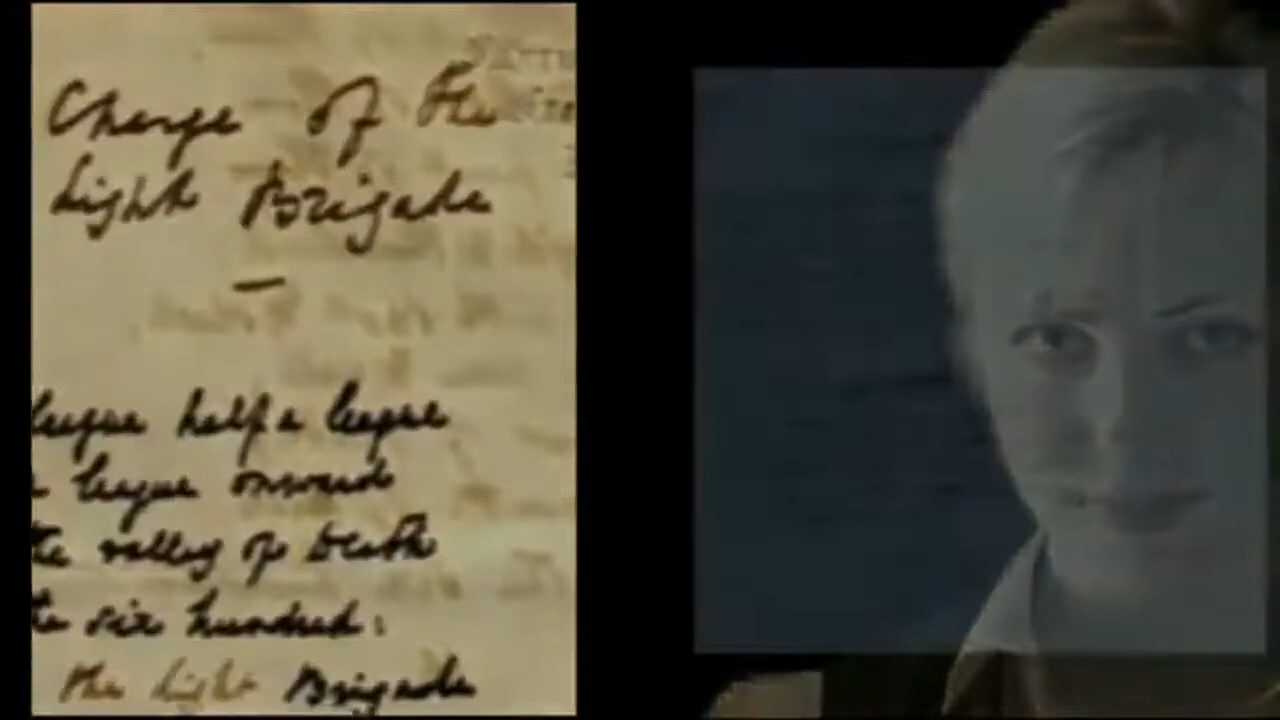 Charge of the
Light Brigade
—
league half a league
league onward
the valley of Death
the six hundred:
the Light Brigade